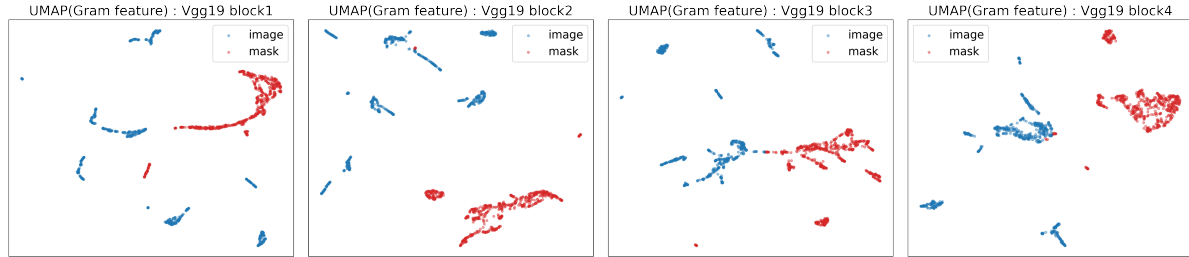 UMAP(Gram feature) : Vgg19 block1
image
mask
UMAP(Gram feature) : Vgg19 block2
image
mask
UMAP(Gram feature) : Vgg19 block3
image
mask
UMAP(Gram feature) : Vgg19 block4
image
mask